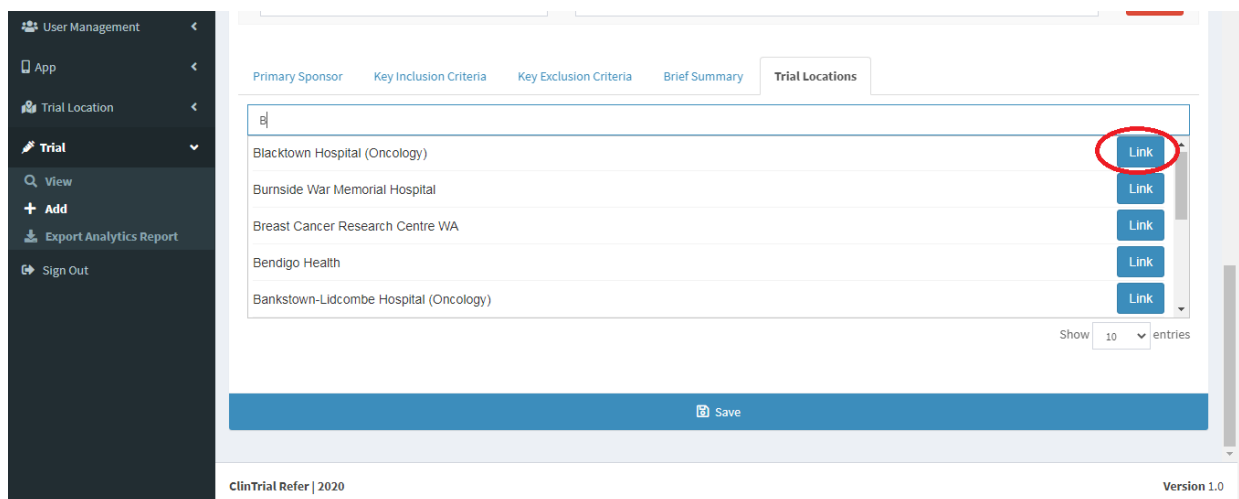 User Management
App
Trial Location
Trial
View
Add
Export Analytics Report
Sign Out
Primary Sponsor Key Inclusion Criteria Key Exclusion Criteria Brief Summary Trial Locations
B
Blacktown Hospital (Oncology) Link
Burnside War Memorial Hospital Link
Breast Cancer Research Centre WA Link
Bendigo Health Link
Bankstown-Lidcombe Hospital (Oncology) Link
Show 10 entries
Save
ClinTrial Refer | 2020 Version 1.0